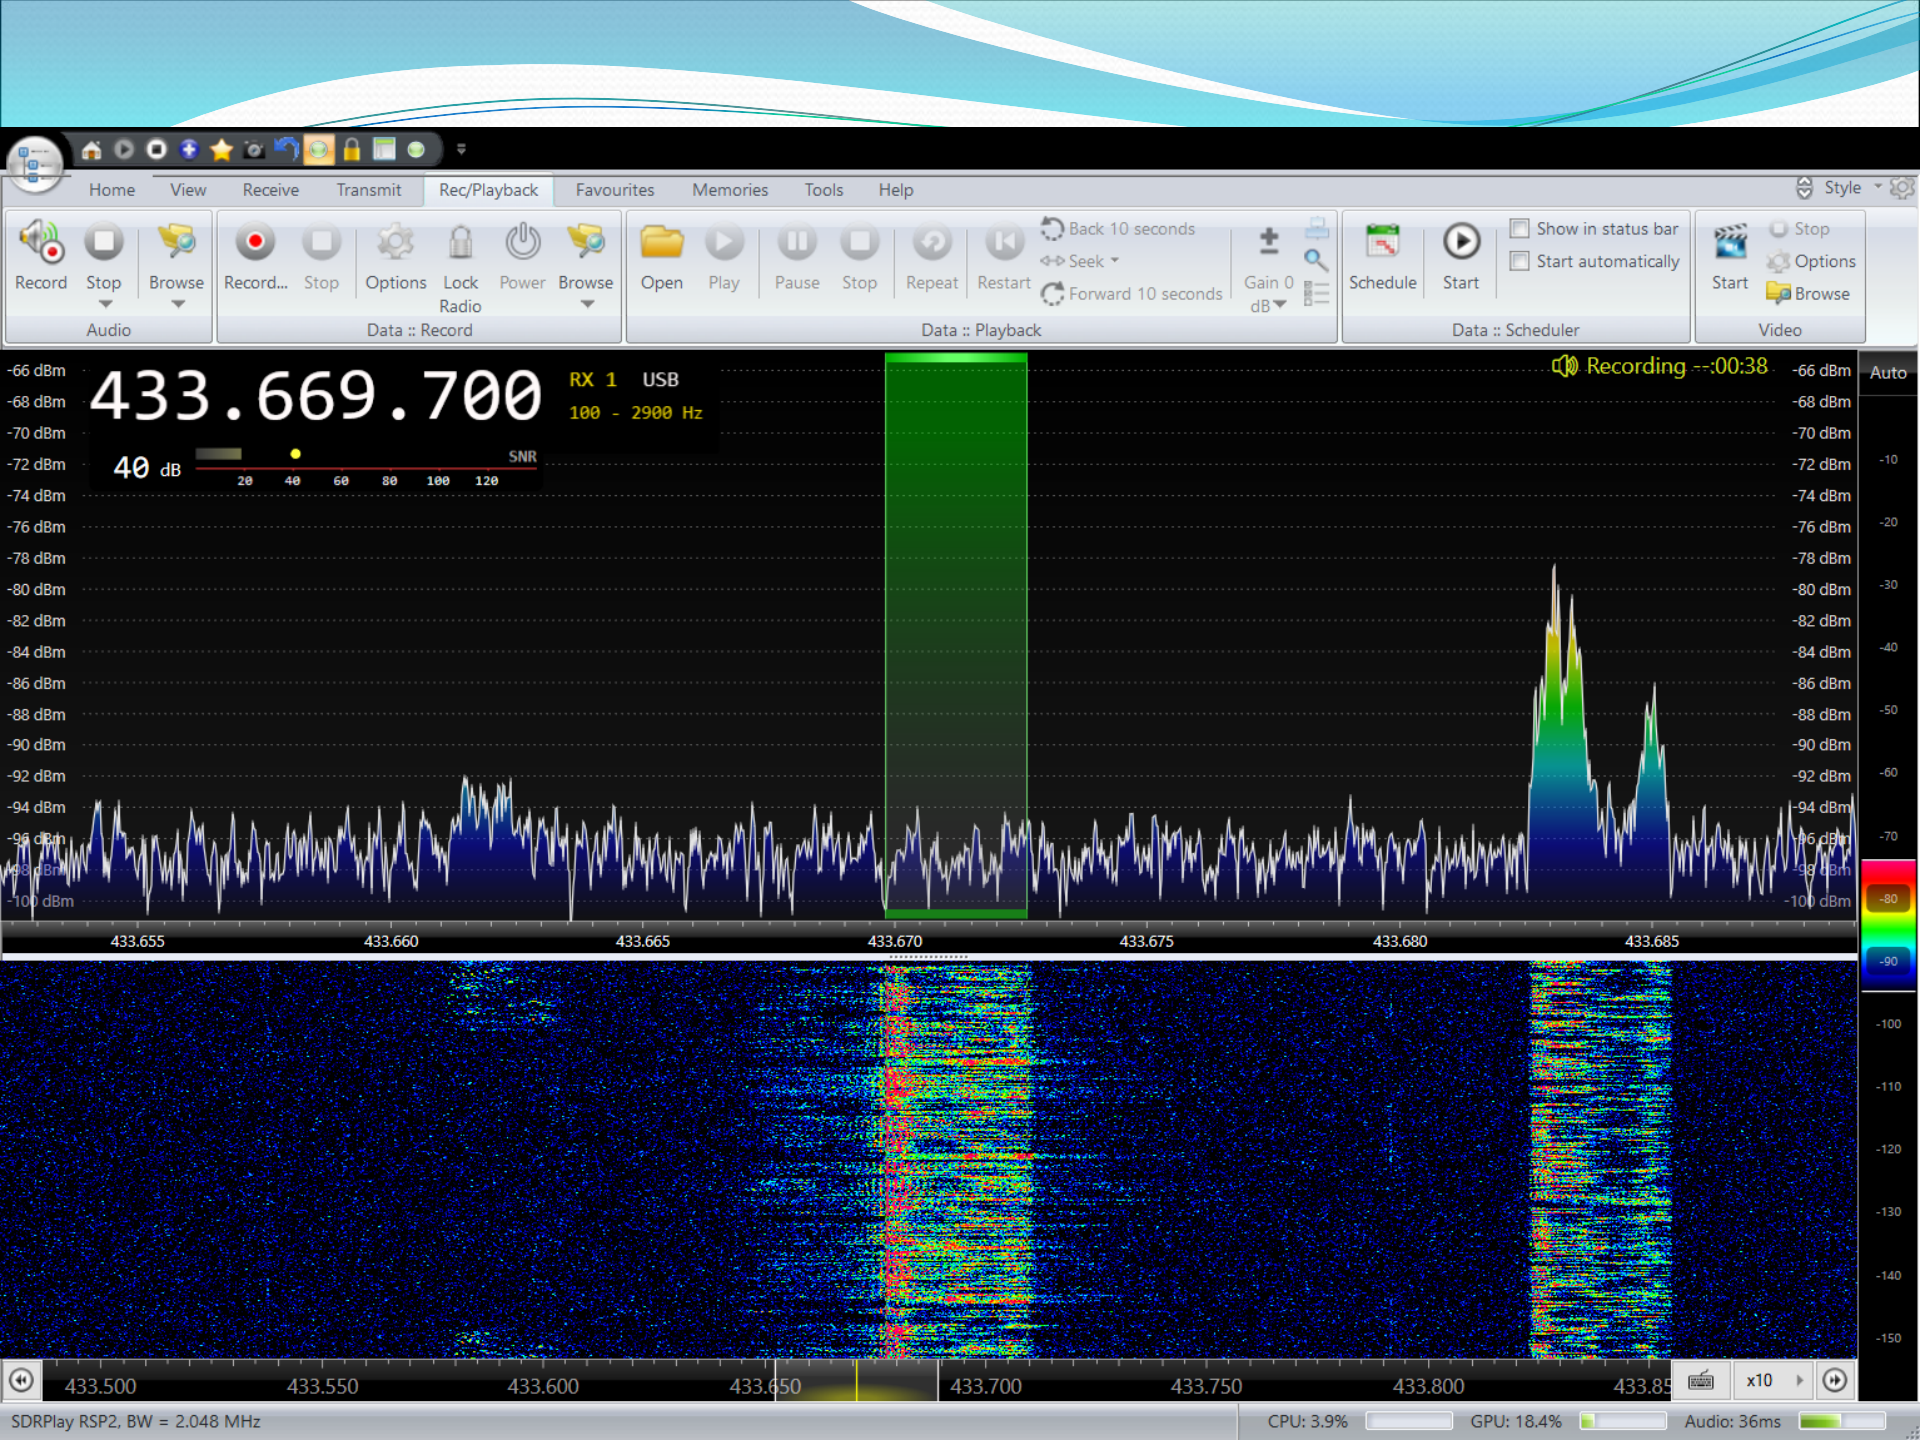 Home View Receive Transmit Rec/Playback Favourites Memories Tools Help Style
Record Stop Browse Record... Stop Options Lock Radio Power Browse Open Play Pause Stop Repeat Restart
Back 10 seconds
Seek
Forward 10 seconds
Gain 0 dB
Schedule Start
Show in status bar
Start automatically
Start
Stop
Options
Browse
Audio Data :: Record Data :: Playback Data :: Scheduler Video
433.669.700 RX 1 USB
100 - 2900 Hz
40 dB SNR
20 40 60 80 100 120
Recording --:00:38
Auto
-66 dBm -66 dBm
-68 dBm -68 dBm
-70 dBm -70 dBm
-72 dBm -72 dBm
-74 dBm -74 dBm
-76 dBm -76 dBm
-78 dBm -78 dBm
-80 dBm -80 dBm
-82 dBm -82 dBm
-84 dBm -84 dBm
-86 dBm -86 dBm
-88 dBm -88 dBm
-90 dBm -90 dBm
-92 dBm -92 dBm
-94 dBm -94 dBm
-96 dBm -96 dBm
-98 dBm -98 dBm
-100 dBm -100 dBm
433.655 433.660 433.665 433.670 433.675 433.680 433.685
-10
-20
-30
-40
-50
-60
-70
-80
-90
-100
-110
-120
-130
-140
-150
433.500 433.550 433.600 433.650 433.700 433.750 433.800 433.85 x10
SDRPlay RSP2, BW = 2.048 MHz CPU: 3.9% GPU: 18.4% Audio: 36ms